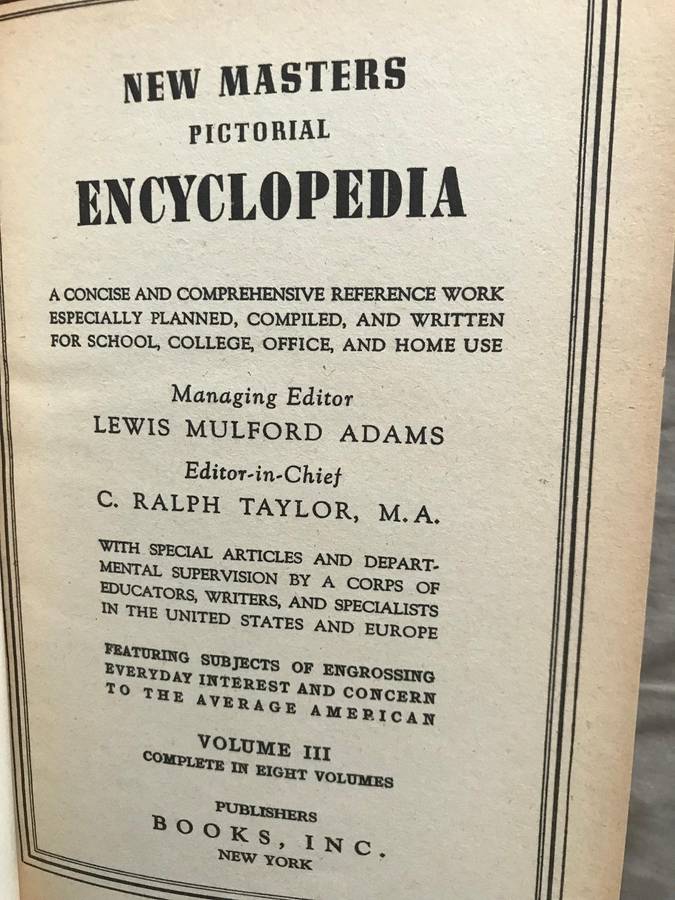 NEW MASTERS
PICTORIAL
ENCYCLOPEDIA
A CONCISE AND COMPREHENSIVE REFERENCE WORK
ESPECIALLY PLANNED, COMPILED, AND WRITTEN
FOR SCHOOL, COLLEGE, OFFICE, AND HOME USE
Managing Editor
LEWIS MULFORD ADAMS
Editor-in-Chief
C. RALPH TAYLOR, M.A.
WITH SPECIAL ARTICLES AND DEPART-
MENTAL SUPERVISION BY A CORPS OF
EDUCATORS, WRITERS, AND SPECIALISTS
IN THE UNITED STATES AND EUROPE
FEATURING SUBJECTS OF ENGROSSING
EVERYDAY INTEREST AND CONCERN
TO THE AVERAGE AMERICAN
VOLUME III
COMPLETE IN EIGHT VOLUMES
PUBLISHERS
BOOKS, INC.
NEW YORK